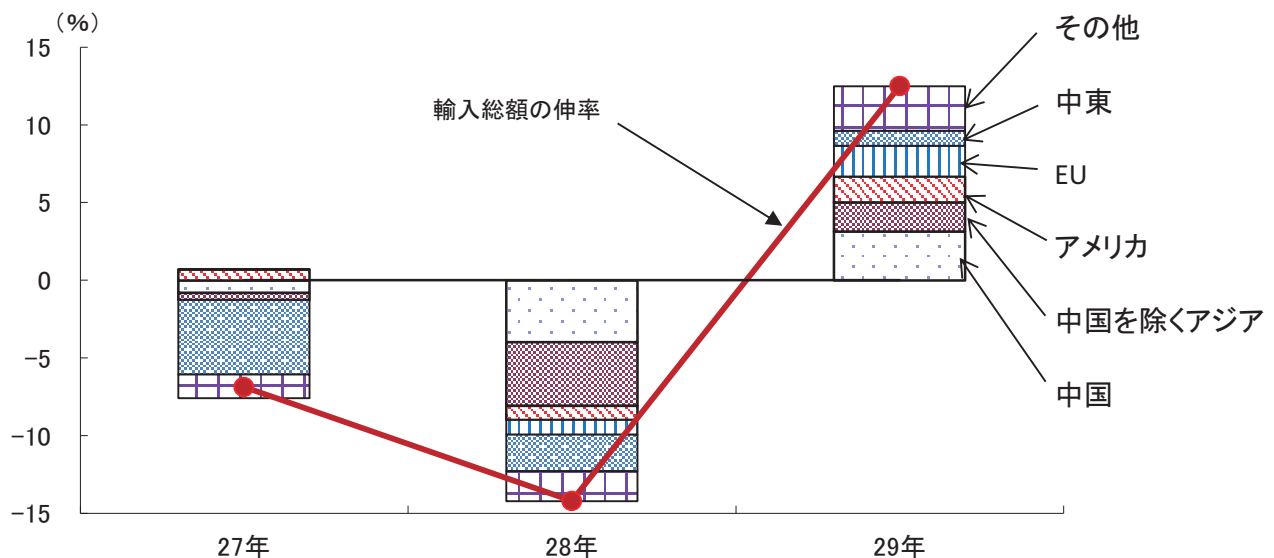 (%)
15
10
5
0
-5
-10
-15
27年
28年
29年
輸入総額の伸率
その他
中東
EU
アメリカ
中国を除くアジア
中国